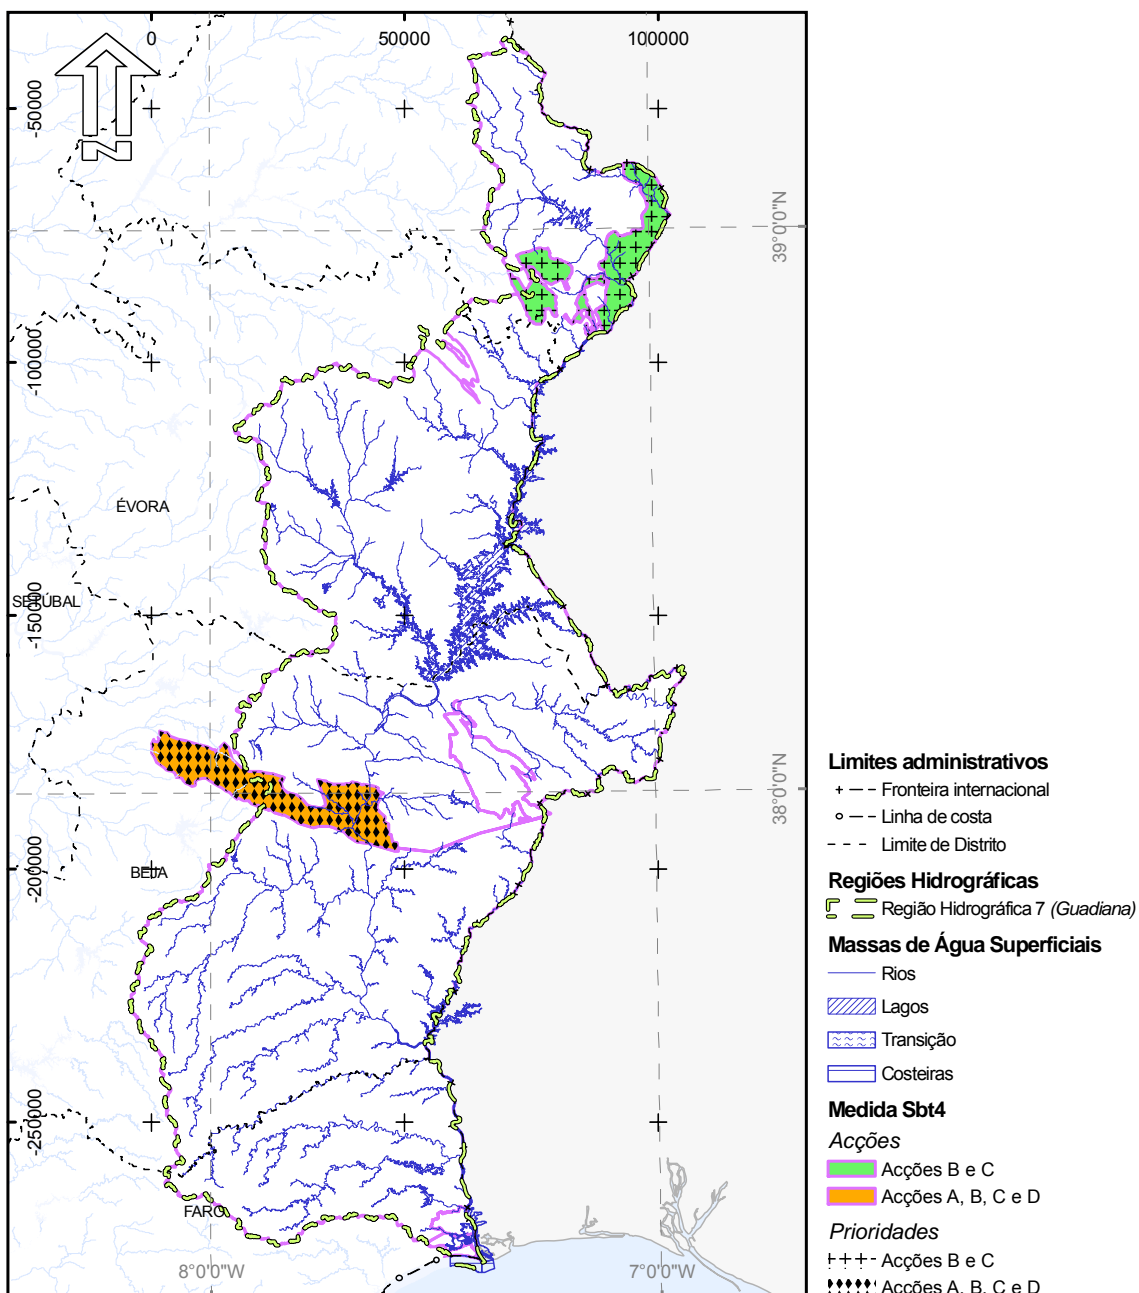 0
50000
100000
-50000
-100000
-150000
-200000
-250000
N
39°0'0"N
38°0'0"N
8°0'0"W
7°0'0"W
ÉVORA
SETÚBAL
BEJA
FARO
Limites administrativos
Fronteira internacional
Linha de costa
Limite de Distrito
Regiões Hidrográficas
Região Hidrográfica 7 (Guadiana)
Massas de Água Superficiais
Rios
Lagos
Transição
Costeiras
Medida Sbt4
Acções
Acções B e C
Acções A, B, C e D
Prioridades
Acções B e C
Acções A, B, C e D